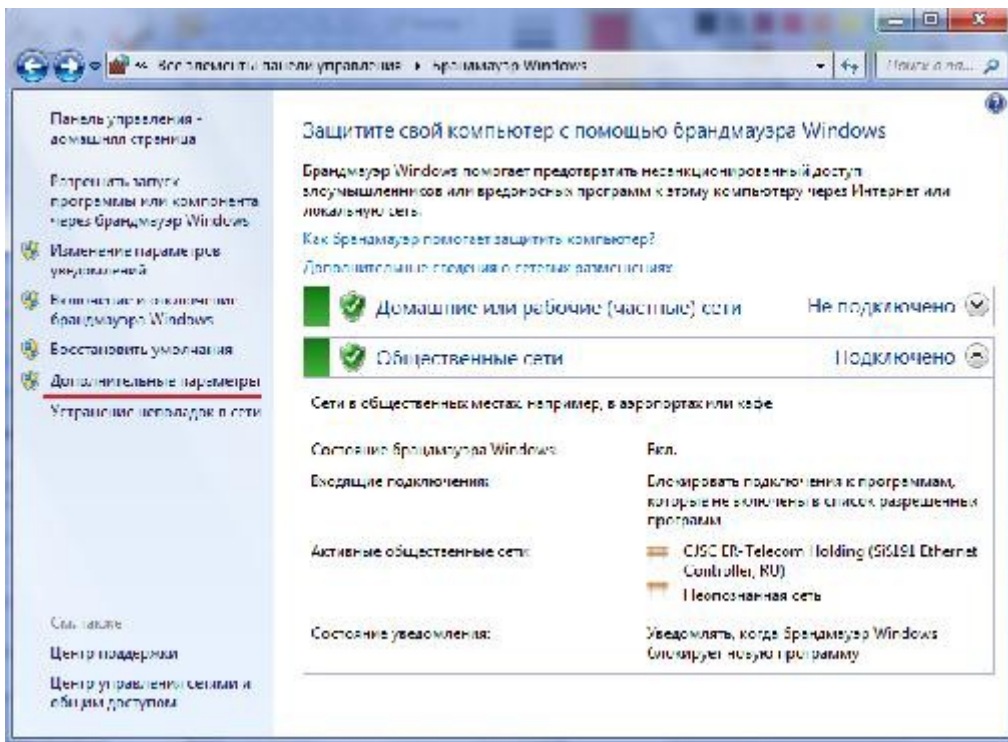 Все элементы панели управления ▸ Брандмауэр Windows
Панель управления -
домашняя страница
Разрешить запуск
программы или компонента
через брандмауэр Windows
Изменение параметров
уведомлений
Включение и отключение
брандмауэра Windows
Восстановить умолчания
Дополнительные параметры
Устранение неполадок в сети
См. также
Центр поддержки
Центр управления сетями и
общим доступом
Защитите свой компьютер с помощью брандмауэра Windows
Брандмауэр Windows помогает предотвратить несанкционированный доступ
злоумышленников или вредоносных программ к этому компьютеру через Интернет или
локальную сеть.
Как брандмауэр помогает защитить компьютер?
Дополнительные сведения о сетевых размещениях
Домашние или рабочие (частные) сети Не подключено
Общественные сети Подключено
Сети в общественных местах, например, в аэропортах или кафе
Состояние брандмауэра Windows: Вкл.
Входящие подключения: Блокировать подключения к программам,
которые не включены в список разрешенных
программ
Активные общественные сети: CJSC ER-Telecom Holding (SiS191 Ethernet
Controller, RU)
Неопознанная сеть
Состояние уведомления: Уведомлять, когда брандмауэр Windows
блокирует новую программу